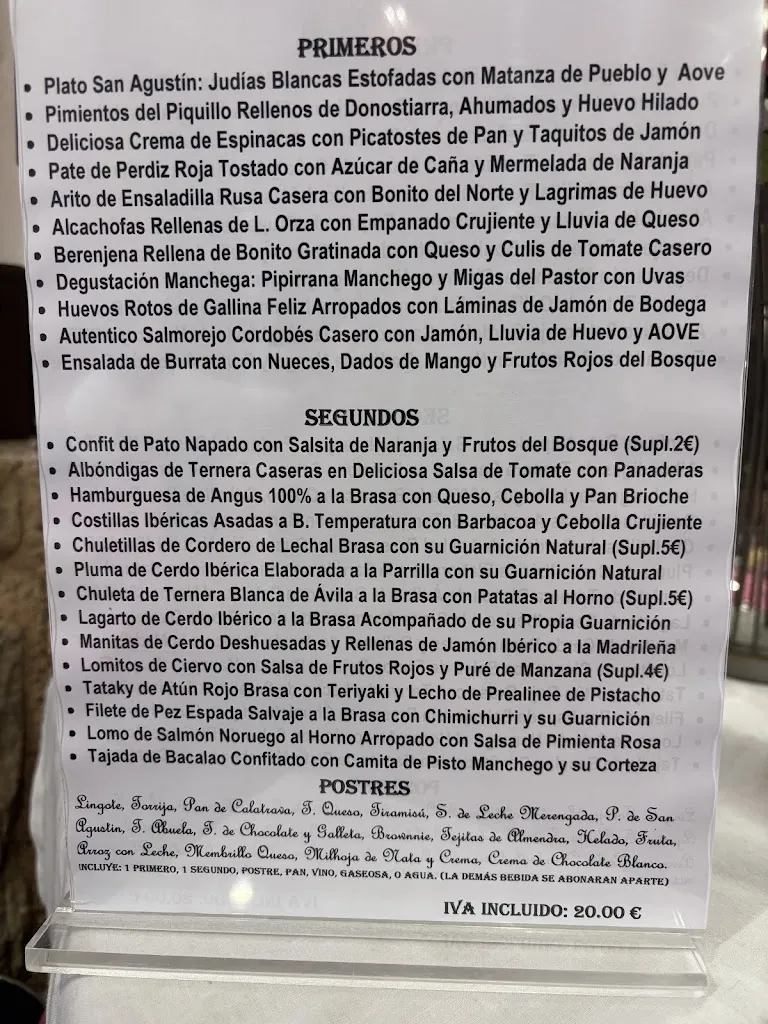 PRIMEROS
• Plato San Agustín: Judías Blancas Estofadas con Matanza de Pueblo y Aove
• Pimientos del Piquillo Rellenos de Donostiarra, Ahumados y Huevo Hilado
• Deliciosa Crema de Espinacas con Picatostes de Pan y Taquitos de Jamón
• Pate de Perdiz Roja Tostado con Azúcar de Caña y Mermelada de Naranja
• Arito de Ensaladilla Rusa Casera con Bonito del Norte y Lagrimas de Huevo
• Alcachofas Rellenas de L. Orza con Empanado Crujiente y Lluvia de Queso
• Berenjena Rellena de Bonito Gratinada con Queso y Culis de Tomate Casero
• Degustación Manchega: Pipirrana Manchego y Migas del Pastor con Uvas
• Huevos Rotos de Gallina Feliz Arropados con Láminas de Jamón de Bodega
• Autentico Salmorejo Cordobés Casero con Jamón, Lluvia de Huevo y AOVE
• Ensalada de Burrata con Nueces, Dados de Mango y Frutos Rojos del Bosque
SEGUNDOS
• Confit de Pato Napado con Salsita de Naranja y Frutos del Bosque (Supl.2€)
• Albóndigas de Ternera Caseras en Deliciosa Salsa de Tomate con Panaderas
• Hamburguesa de Angus 100% a la Brasa con Queso, Cebolla y Pan Brioche
• Costillas Ibéricas Asadas a B. Temperatura con Barbacoa y Cebolla Crujiente
• Chuletillas de Cordero de Lechal Brasa con su Guarnición Natural (Supl.5€)
• Pluma de Cerdo Ibérica Elaborada a la Parrilla con su Guarnición Natural
• Chuleta de Ternera Blanca de Ávila a la Brasa con Patatas al Horno (Supl.5€)
• Lagarto de Cerdo Ibérico a la Brasa Acompañado de su Propia Guarnición
• Manitas de Cerdo Deshuesadas y Rellenas de Jamón Ibérico a la Madrileña
• Lomitos de Ciervo con Salsa de Frutos Rojos y Puré de Manzana (Supl.4€)
• Tataky de Atún Rojo Brasa con Teriyaki y Lecho de Prealinee de Pistacho
• Filete de Pez Espada Salvaje a la Brasa con Chimichurri y su Guarnición
• Lomo de Salmón Noruego al Horno Arropado con Salsa de Pimienta Rosa
• Tajada de Bacalao Confitado con Camita de Pisto Manchego y su Corteza
POSTRES
Lingote, Torrija, Pan de Calatrava, T. Queso, Tiramisú, S. de Leche Merengada, P. de San
Agustin, T. Abuela, T. de Chocolate y Galleta, Brownnie, Tejitas de Almendra, Helado, Fruta,
Arroz con Leche, Membrillo Queso, Milhoja de Nata y Crema, Crema de Chocolate Blanco.
INCLUYE: 1 PRIMERO, 1 SEGUNDO, POSTRE, PAN, VINO, GASEOSA, O AGUA. (LA DEMÁS BEBIDA SE ABONARAN APARTE)
IVA INCLUIDO: 20.00 €